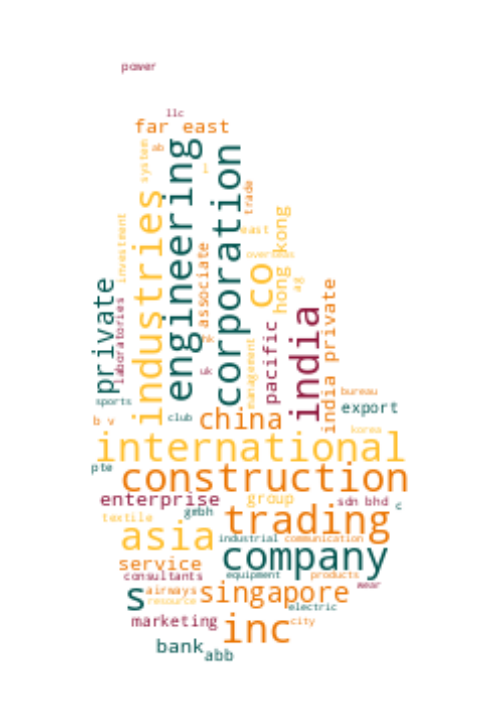 power
llc
far east
ab
system
engineering
corporation
industries
l
trade
east
overseas
hong kong
co
ag
investment
associate
private
laboratories
hk
uk
management
pacific
india
india private
sports
bureau
export
b v
club
china
korea
international
pte
construction
enterprise
group
sdn bhd
c
gmbh
textile
trading
asia
industrial
communication
company
service
consultants
equipment
products
wear
s
airways
resource
singapore
electric
marketing
inc
city
bank
abb